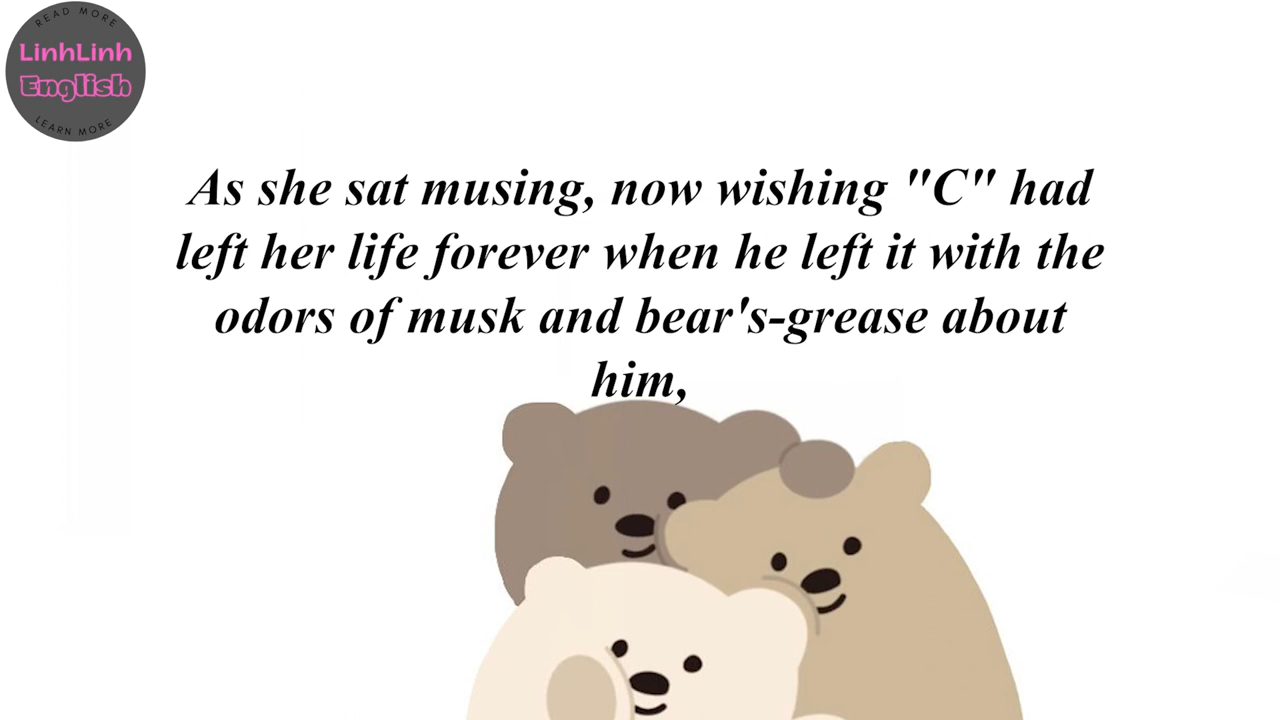 READ MORE
LinhLinh
English
LEARN MORE
As she sat musing, now wishing "C" had
left her life forever when he left it with the
odors of musk and bear's-grease about
him,